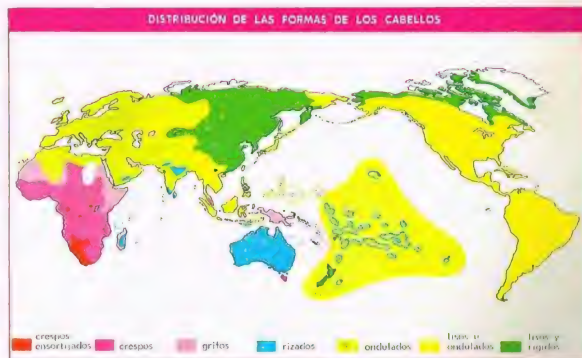 DISTRIBUCIÓN DE LAS FORMAS DE LOS CABELLOS
crespos
ensortijados
crespos
grifos
rizados
ondulados
lisos u
ondulados
lisos y
rígidos